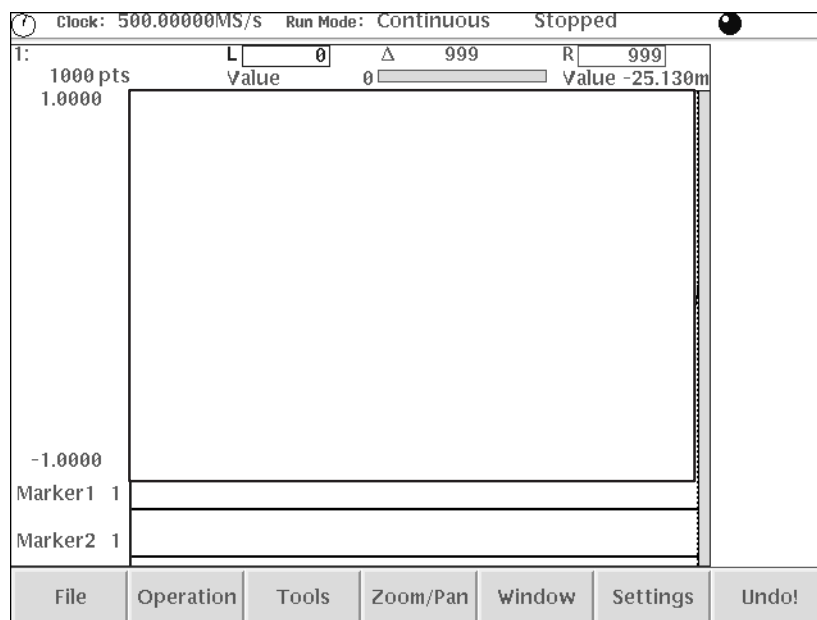 Clock: 500.00000MS/s Run Mode: Continuous Stopped
1: L 0 Δ 999 R 999
1000 pts Value 0 Value -25.130m
1.0000
-1.0000
Marker1 1
Marker2 1
File Operation Tools Zoom/Pan Window Settings Undo!